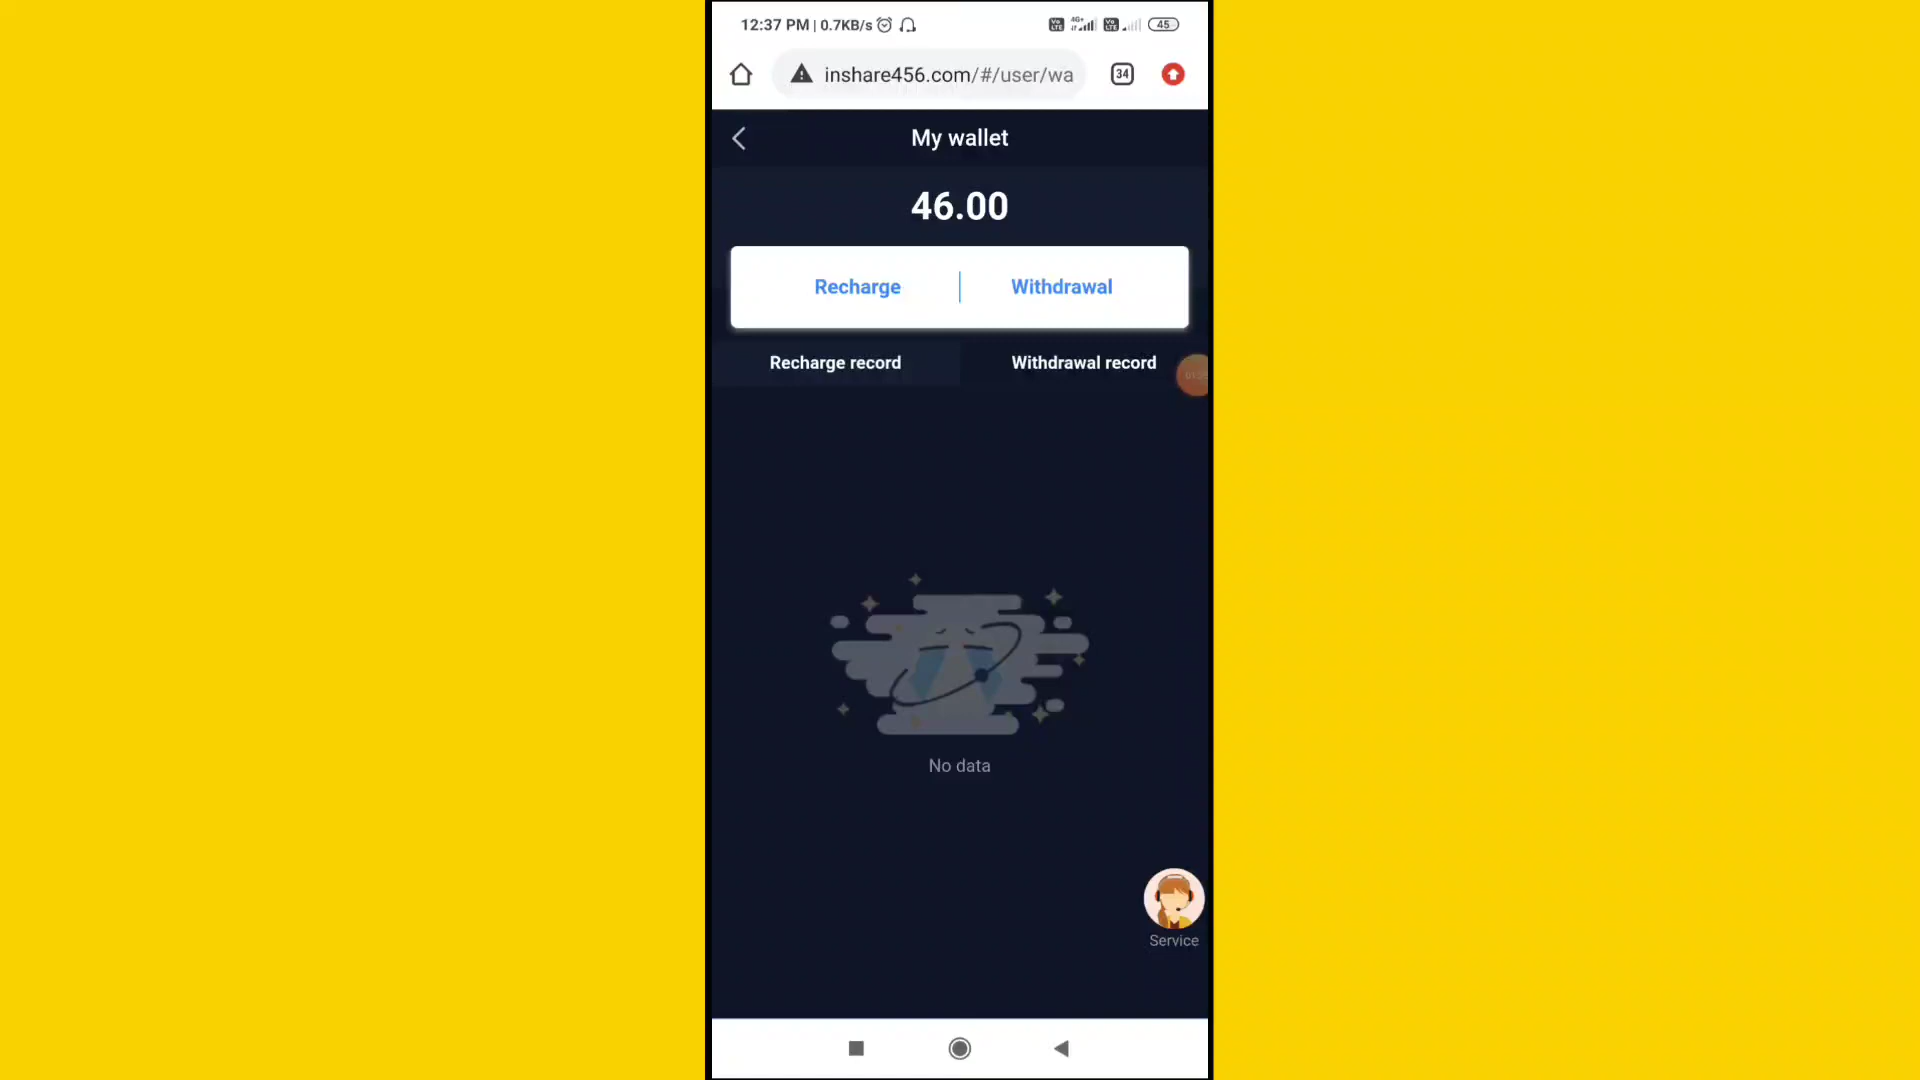 12:37 PM | 0.7KB/s
45
inshare456.com/#/user/wa
34
My wallet
46.00
Recharge
Withdrawal
Recharge record
Withdrawal record
No data
Service